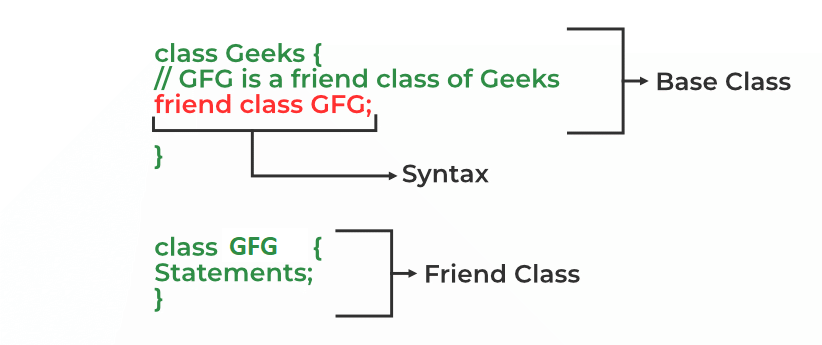 class Geeks {
// GFG is a friend class of Geeks
friend class GFG;
Base Class
}
Syntax
class GFG {
Statements;
}
Friend Class